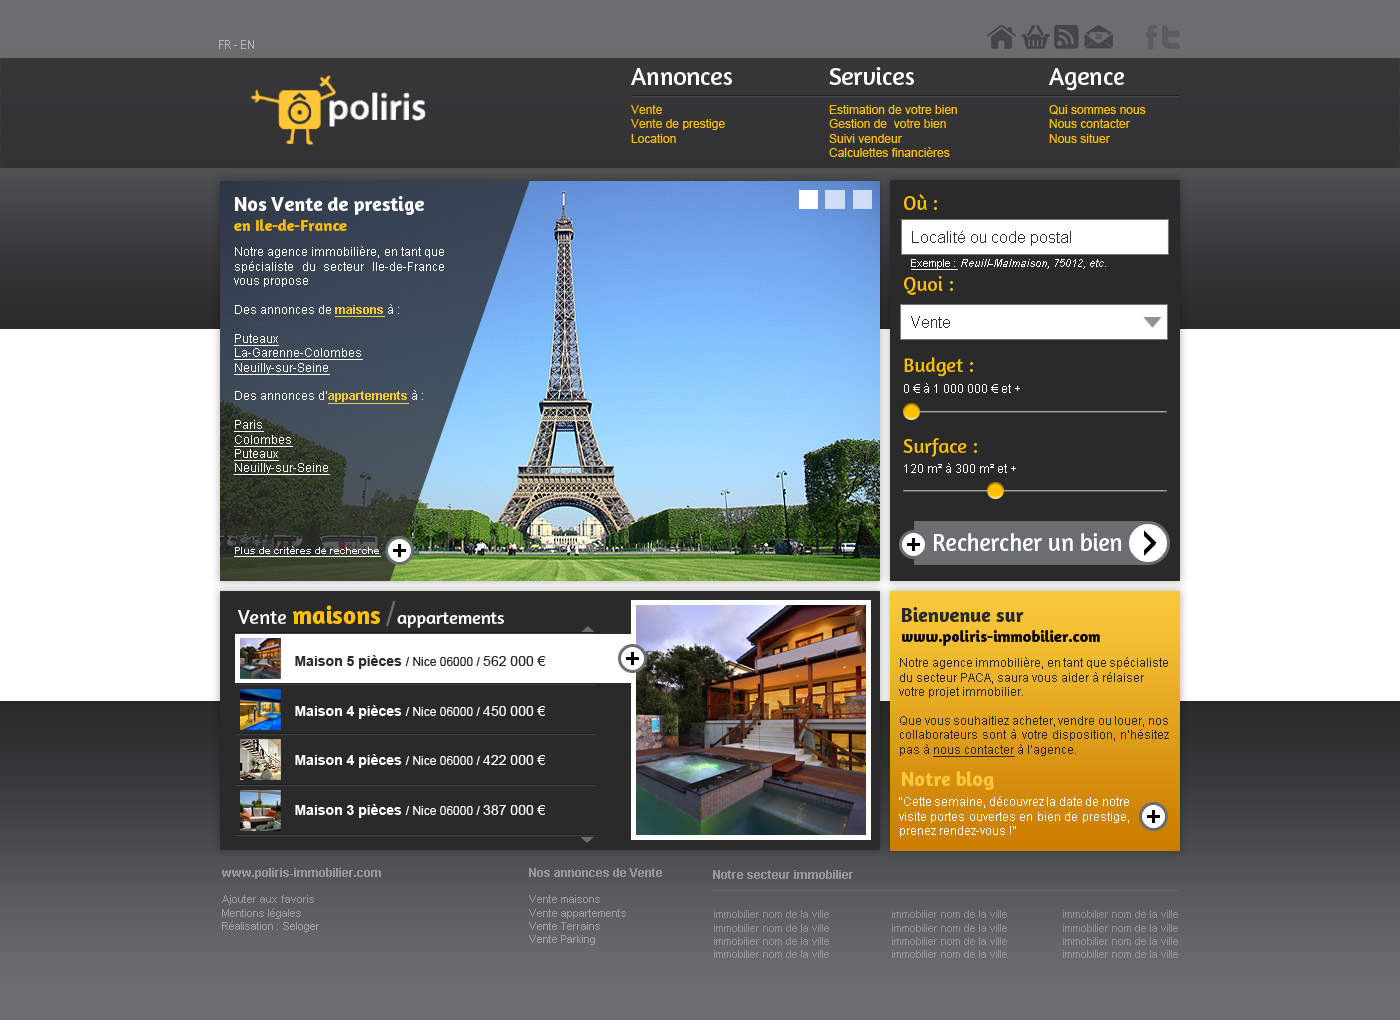 FR - EN
poliris
Annonces
Vente
Vente de prestige
Location
Services
Estimation de votre bien
Gestion de votre bien
Suivi vendeur
Calculettes financières
Agence
Qui sommes nous
Nous contacter
Nous situer
Nos Vente de prestige
en Ile-de-France
Notre agence immobilière, en tant que
spécialiste du secteur Ile-de-France
vous propose
Des annonces de maisons à :
Puteaux
La-Garenne-Colombes
Neuilly-sur-Seine
Des annonces d'appartements à :
Paris
Colombes
Puteaux
Neuilly-sur-Seine
Plus de critères de recherche
Où :
Localité ou code postal
Exemple : Reuill-Malmaison, 75012, etc.
Quoi :
Vente
Budget :
0 € à 1 000 000 € et +
Surface :
120 m² à 300 m² et +
Rechercher un bien
Vente maisons / appartements
Maison 5 pièces / Nice 06000 / 562 000 €
Maison 4 pièces / Nice 06000 / 450 000 €
Maison 4 pièces / Nice 06000 / 422 000 €
Maison 3 pièces / Nice 06000 / 387 000 €
Bienvenue sur
www.poliris-immobilier.com
Notre agence immobilière, en tant que spécialiste
du secteur PACA, saura vous aider à rélaiser
votre projet immobilier.
Que vous souhaitiez acheter, vendre ou louer, nos
collaborateurs sont à votre disposition, n'hésitez
pas à nous contacter à l'agence.
Notre blog
"Cette semaine, découvrez la date de notre
visite portes ouvertes en bien de prestige,
prenez rendez-vous !"
www.poliris-immobilier.com
Ajouter aux favoris
Mentions légales
Réalisation : Seloger
Nos annonces de Vente
Vente maisons
Vente appartements
Vente Terrains
Vente Parking
Notre secteur immobilier
immobilier nom de la ville
immobilier nom de la ville
immobilier nom de la ville
immobilier nom de la ville
immobilier nom de la ville
immobilier nom de la ville
immobilier nom de la ville
immobilier nom de la ville
immobilier nom de la ville
immobilier nom de la ville
immobilier nom de la ville
immobilier nom de la ville